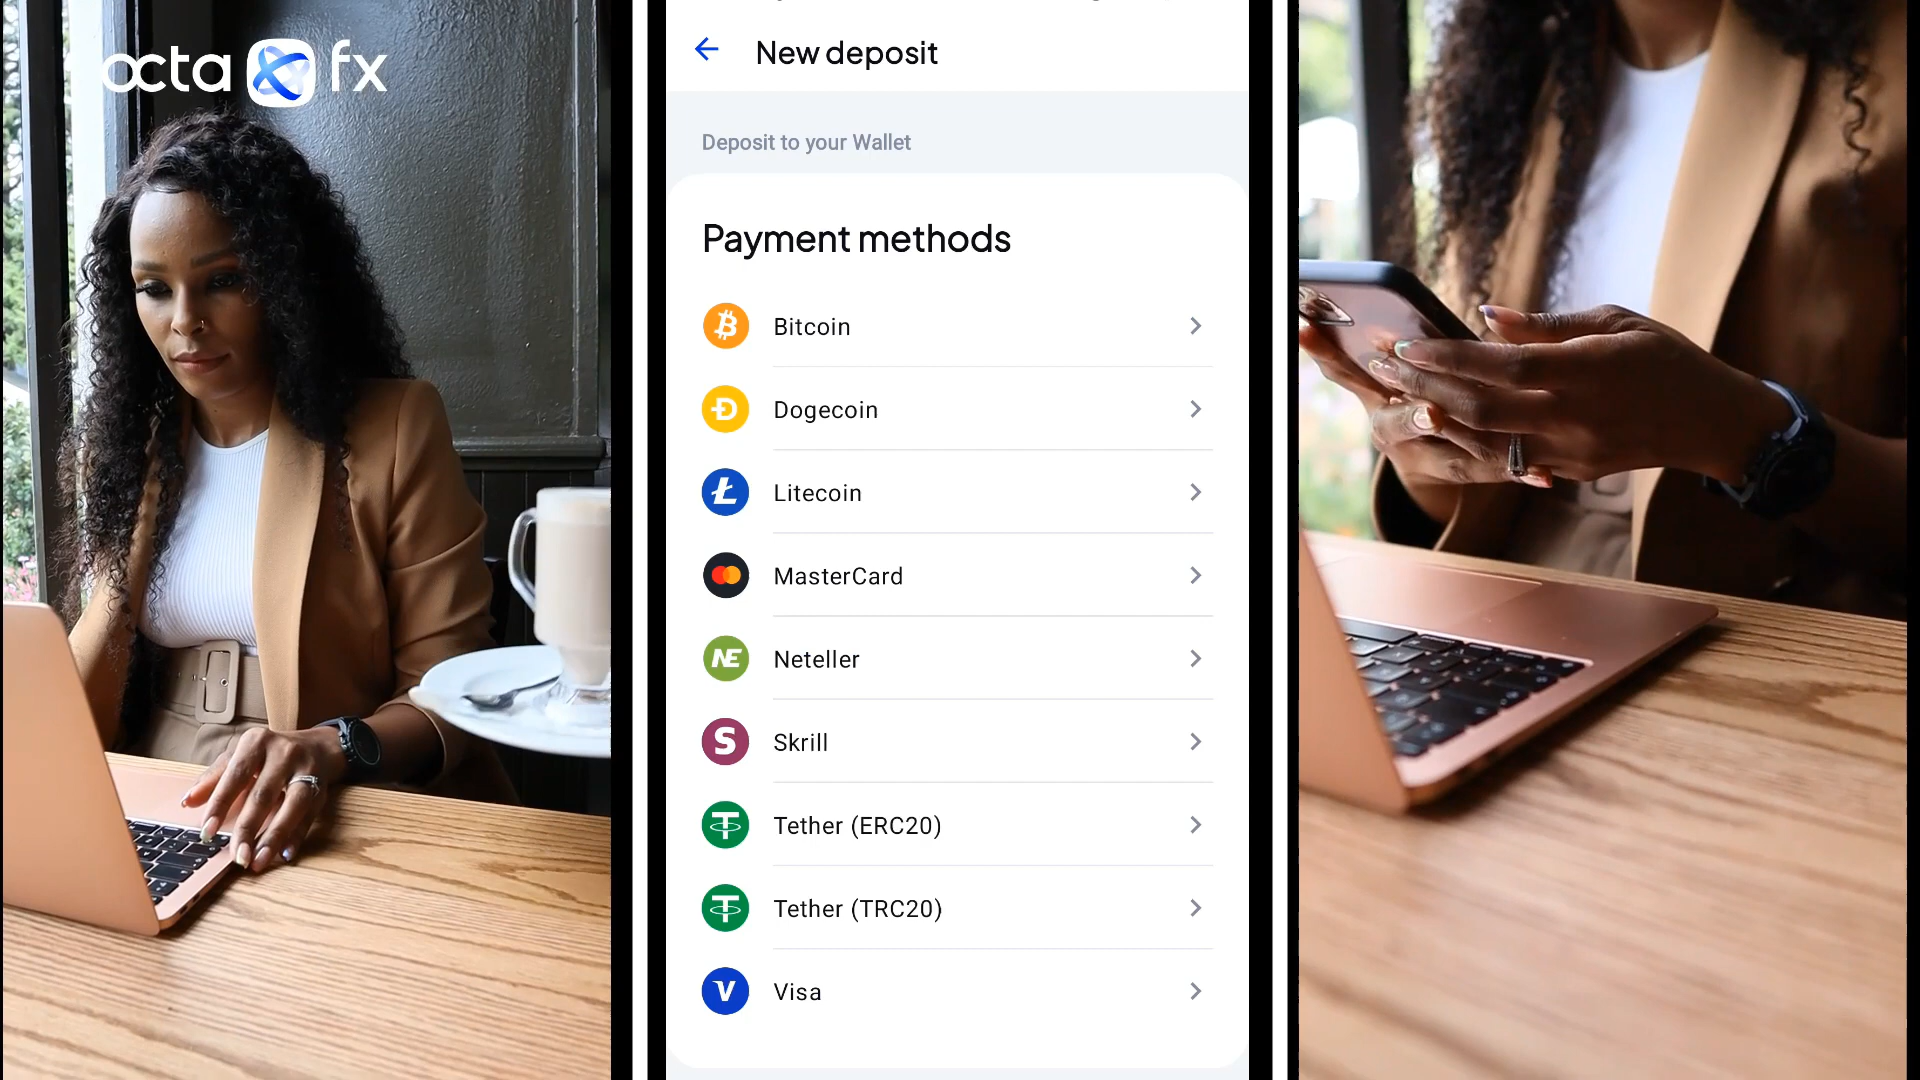 octa fx
New deposit
Deposit to your Wallet
Payment methods
Bitcoin
Dogecoin
Litecoin
MasterCard
Neteller
Skrill
Tether (ERC20)
Tether (TRC20)
Visa